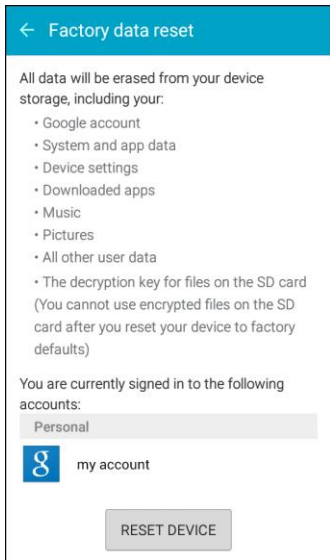 ← Factory data reset
All data will be erased from your device
storage, including your:
• Google account
• System and app data
• Device settings
• Downloaded apps
• Music
• Pictures
• All other user data
• The decryption key for files on the SD card
(You cannot use encrypted files on the SD
card after you reset your device to factory
defaults)
You are currently signed in to the following
accounts:
Personal
g my account
RESET DEVICE